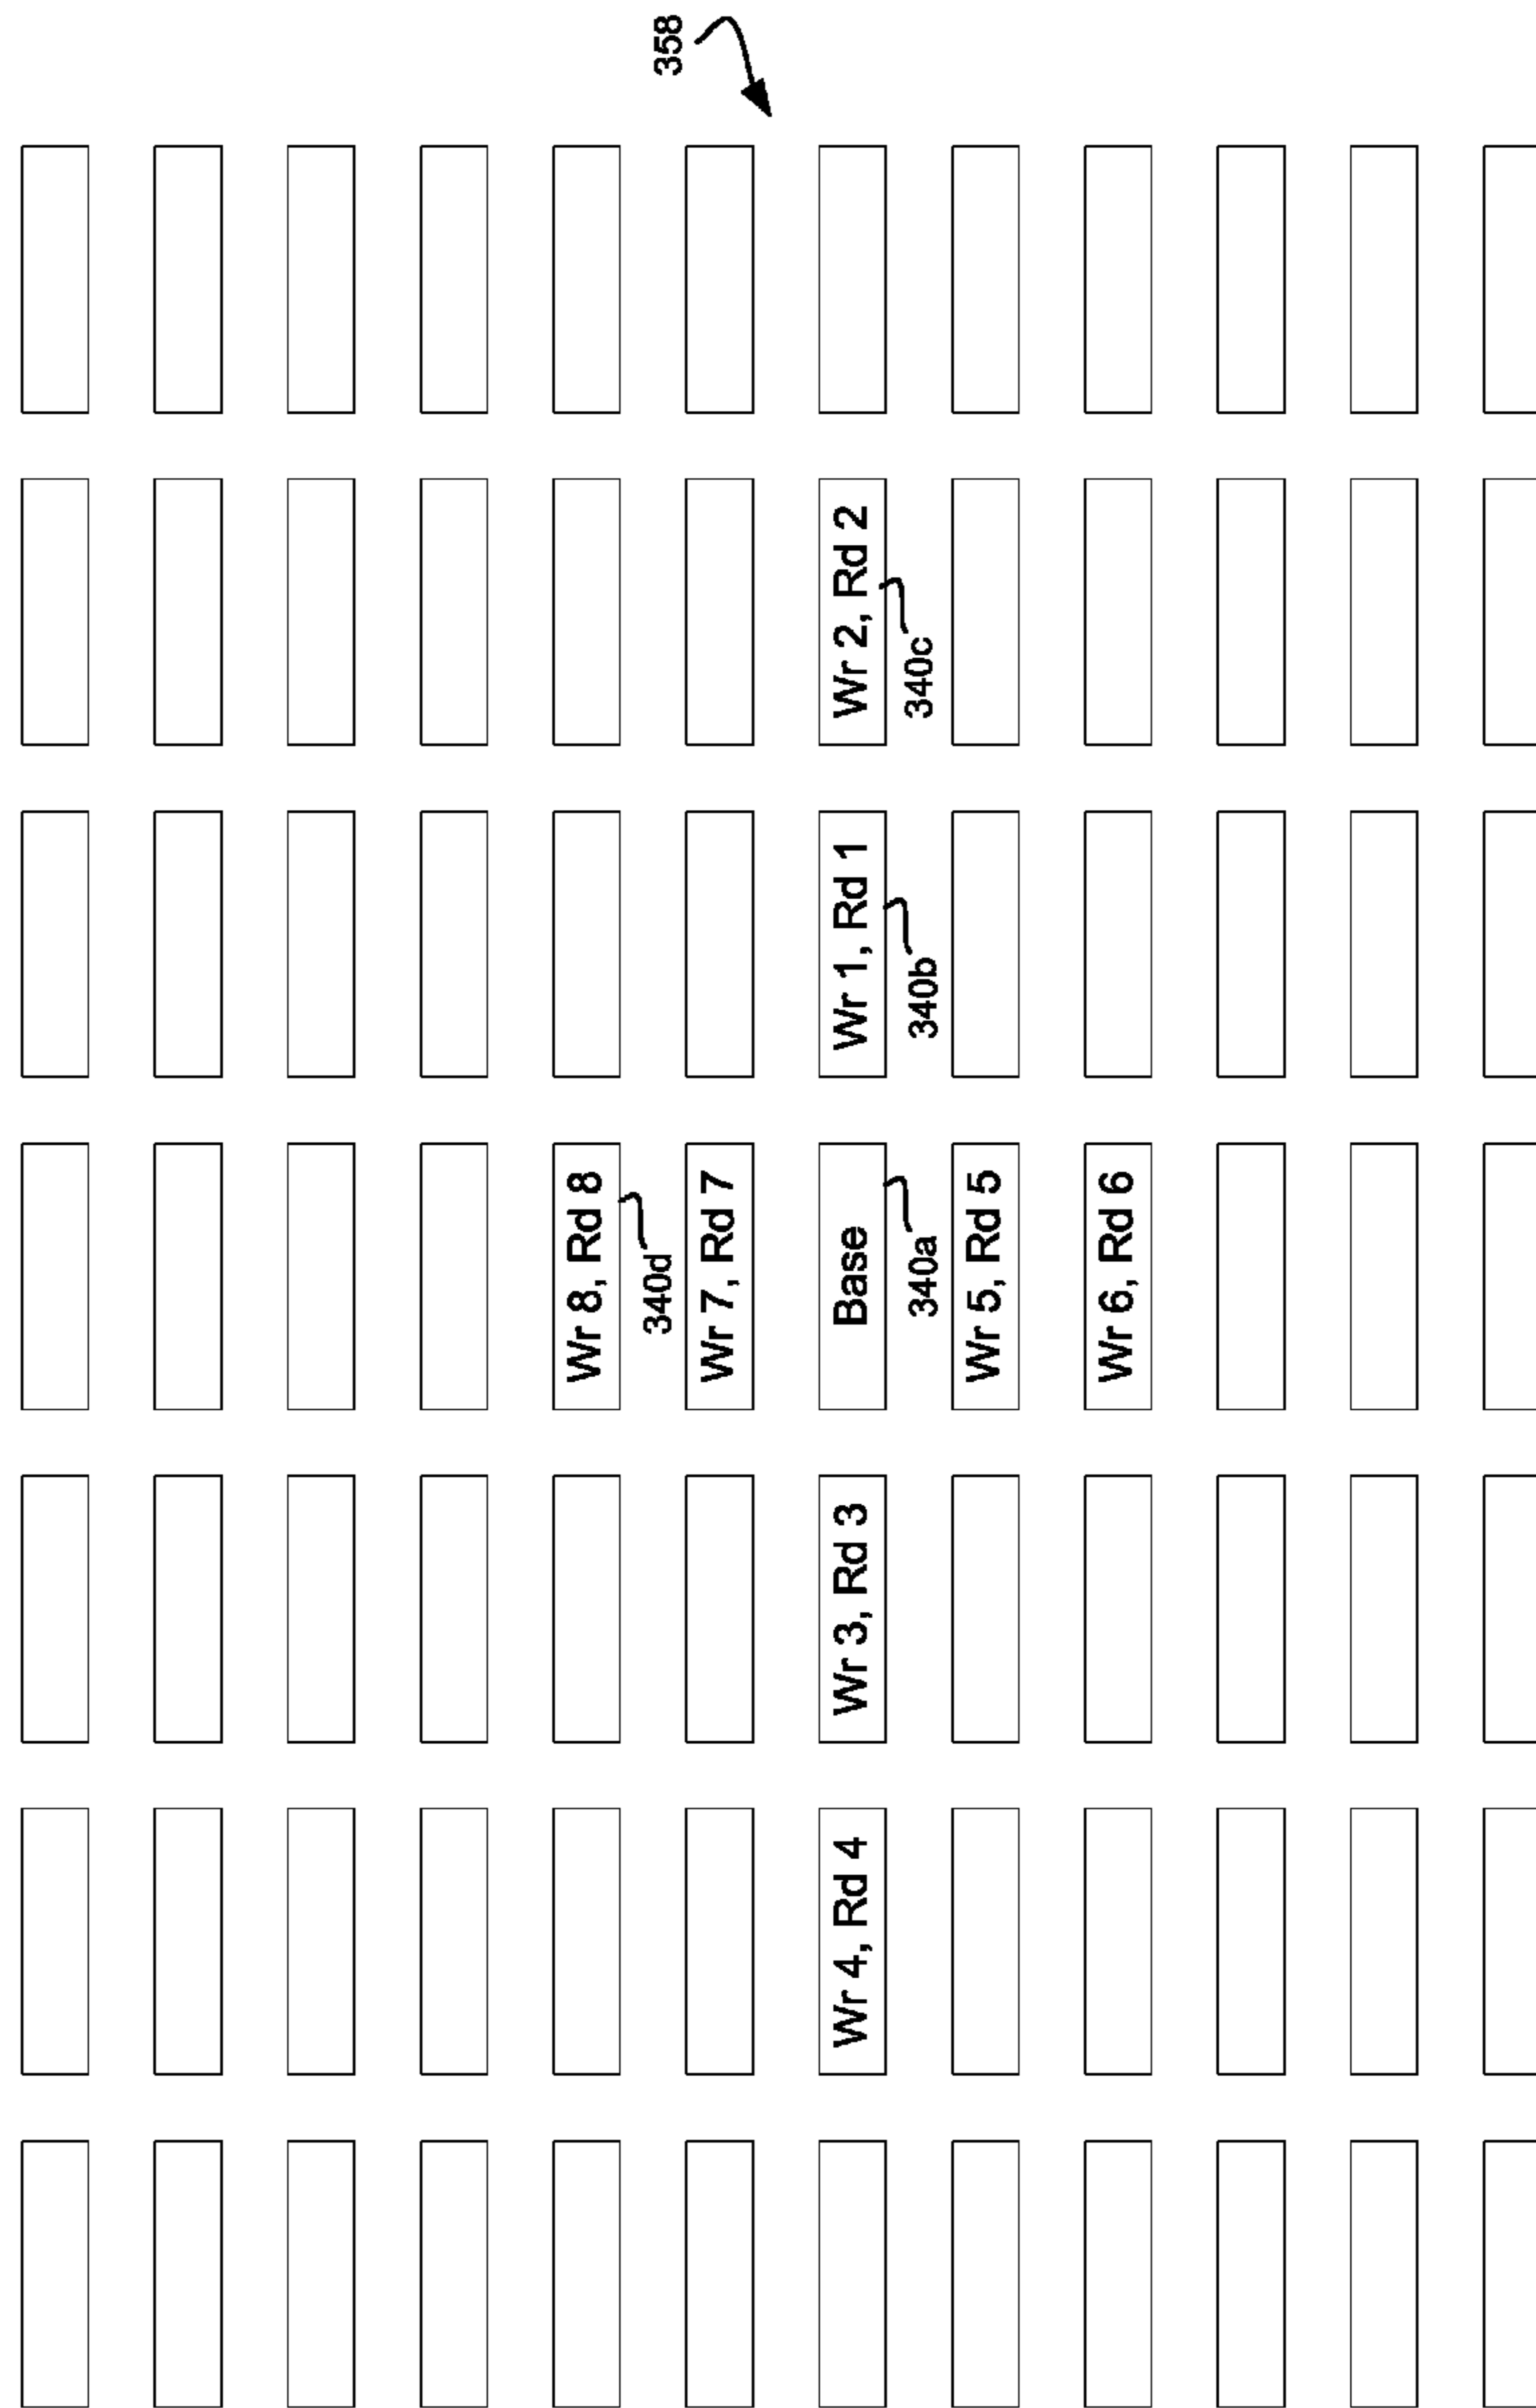 Wr 8, Rd 8
340d
358
Wr 7, Rd 7
Wr 4, Rd 4
Wr 3, Rd 3
Base
Wr 1, Rd 1
Wr 2, Rd 2
340a
340b
340c
Wr 5, Rd 5
Wr 6, Rd 6